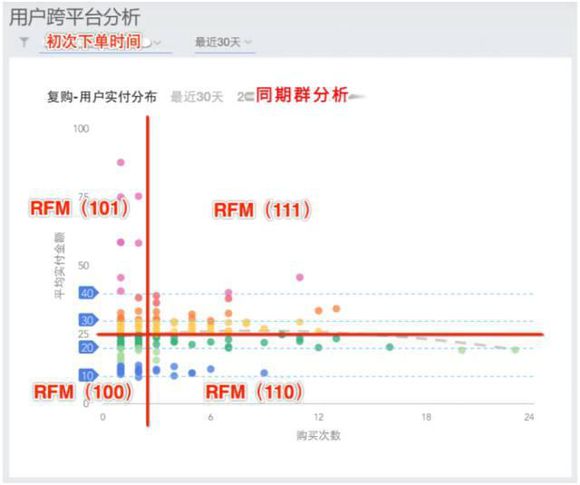 用户跨平台分析
初次下单时间
最近30天
复购-用户实付分布
最近30天
同期群分析
100
75
50
40
30
25
20
10
0
平均实付金额
RFM（101）
RFM（111）
RFM（100）
RFM（110）
0
6
12
18
24
购买次数